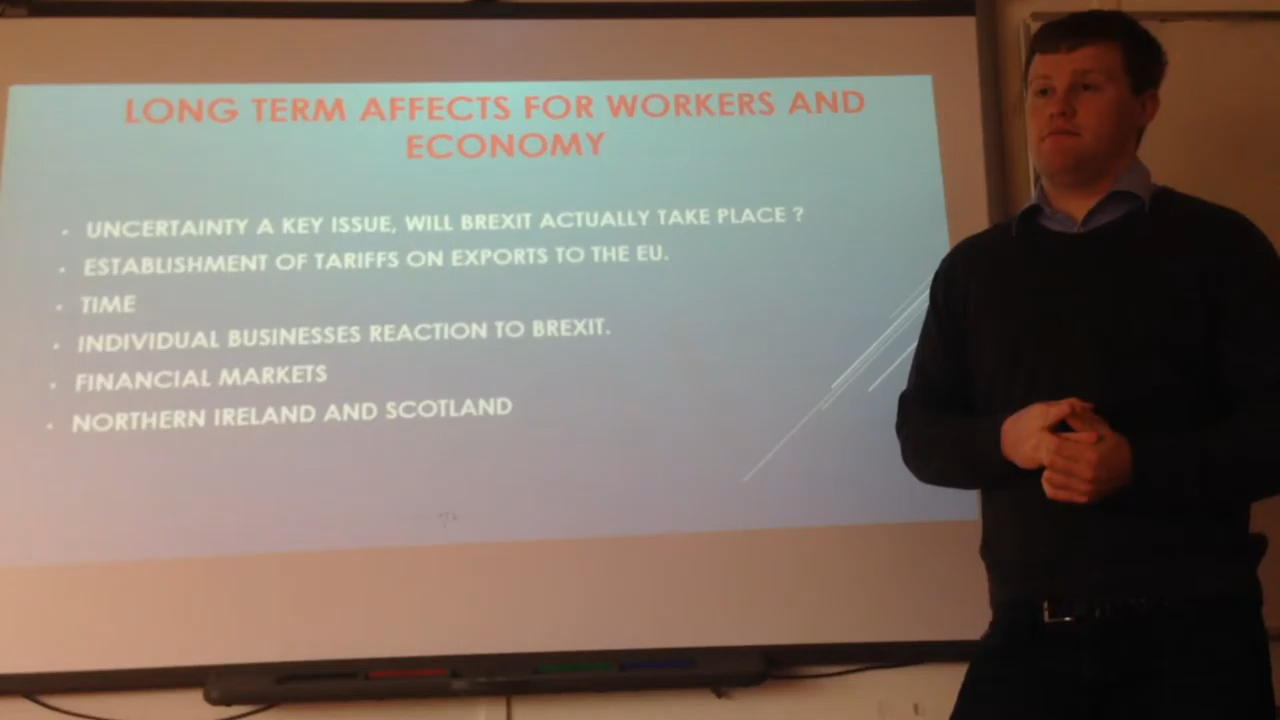 LONG TERM AFFECTS FOR WORKERS AND
ECONOMY
UNCERTAINTY A KEY ISSUE, WILL BREXIT ACTUALLY TAKE PLACE ?
ESTABLISHMENT OF TARIFFS ON EXPORTS TO THE EU.
TIME
INDIVIDUAL BUSINESSES REACTION TO BREXIT.
FINANCIAL MARKETS
NORTHERN IRELAND AND SCOTLAND